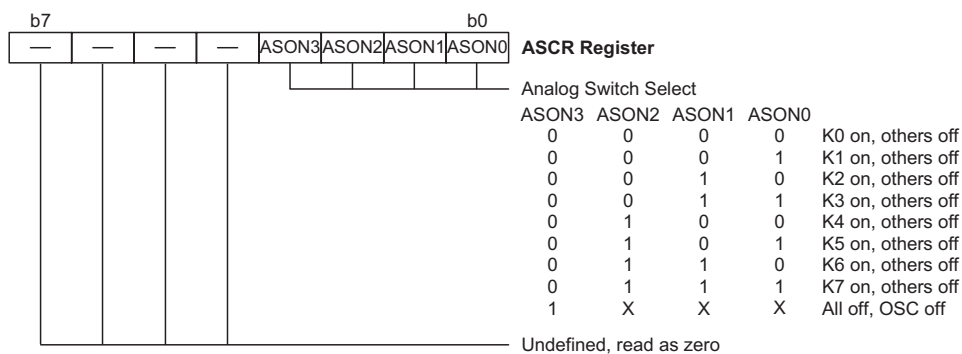 b7 b0
— — — — ASON3 ASON2 ASON1 ASON0 ASCR Register
Analog Switch Select
ASON3 ASON2 ASON1 ASON0
0 0 0 0 K0 on, others off
0 0 0 1 K1 on, others off
0 0 1 0 K2 on, others off
0 0 1 1 K3 on, others off
0 1 0 0 K4 on, others off
0 1 0 1 K5 on, others off
0 1 1 0 K6 on, others off
0 1 1 1 K7 on, others off
1 X X X All off, OSC off
Undefined, read as zero